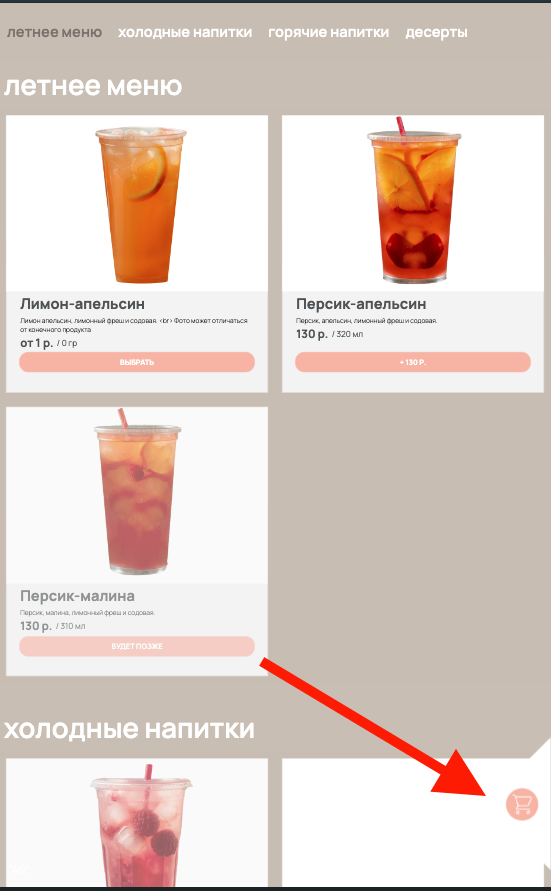 летнее меню холодные напитки горячие напитки десерты
летнее меню
Лимон-апельсин
Лимон апельсин, лимонный фреш и содовая. <br> Фото может отличаться
от конечного продукта
от 1 р. / 0 гр
ВЫБРАТЬ
Персик-апельсин
Персик, апельсин, лимонный фреш и содовая.
130 р. / 320 мл
+ 130 Р.
Персик-малина
Персик, малина, лимонный фреш и содовая.
130 р. / 310 мл
БУДЕТ ПОЗЖЕ
холодные напитки